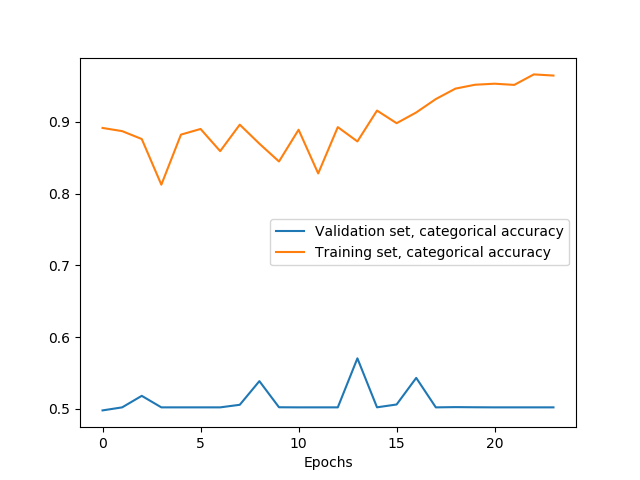 0.9
0.8
0.7
0.6
0.5
Validation set, categorical accuracy
Training set, categorical accuracy
0 5 10 15 20
Epochs